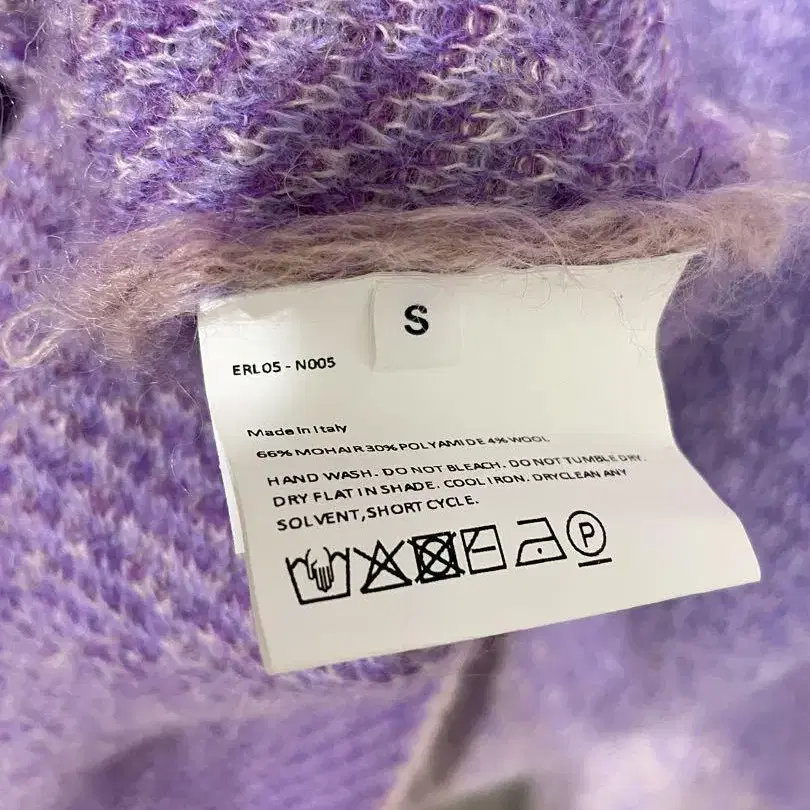 S
ERL05 - N005
Made in Italy
66% MOHAIR 30% POLYAMIDE 4% WOOL
HAND WASH. DO NOT BLEACH. DO NOT TUMBLE DRY.
DRY FLAT IN SHADE. COOL IRON. DRYCLEAN ANY
SOLVENT, SHORT CYCLE.
P